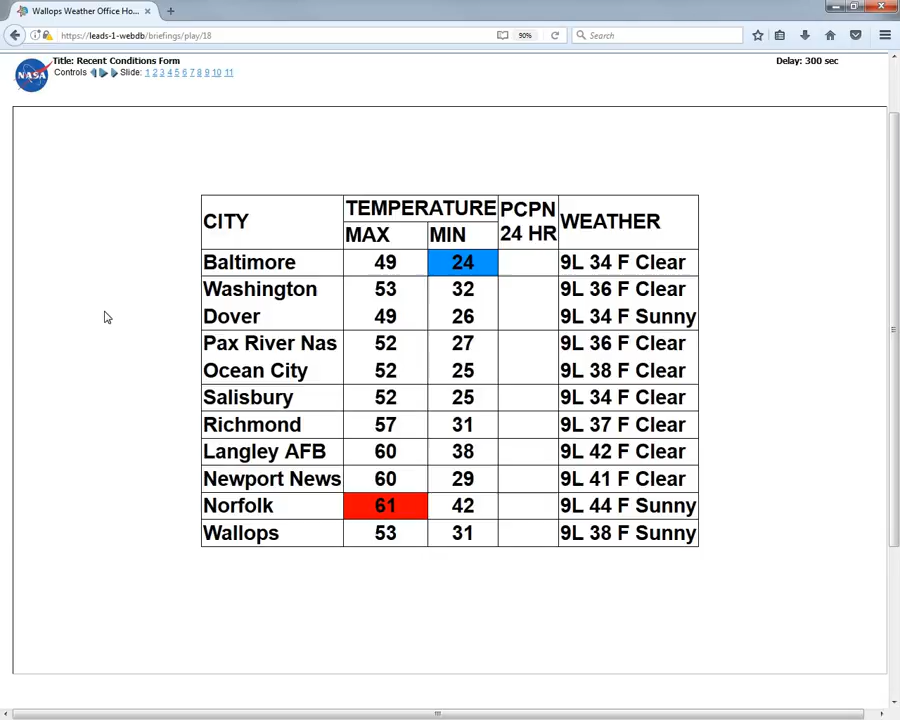 Wallops Weather Office Ho...
https://leads-1-webdb/briefings/play/18
90%
Search
NASA
Title: Recent Conditions Form
Delay: 300 sec
Controls Slide: 1 2 3 4 5 6 7 8 9 10 11
CITY TEMPERATURE PCPN 24 HR WEATHER
MAX MIN
Baltimore 49 24 9L 34 F Clear
Washington 53 32 9L 36 F Clear
Dover 49 26 9L 34 F Sunny
Pax River Nas 52 27 9L 36 F Clear
Ocean City 52 25 9L 38 F Clear
Salisbury 52 25 9L 34 F Clear
Richmond 57 31 9L 37 F Clear
Langley AFB 60 38 9L 42 F Clear
Newport News 60 29 9L 41 F Clear
Norfolk 61 42 9L 44 F Sunny
Wallops 53 31 9L 38 F Sunny